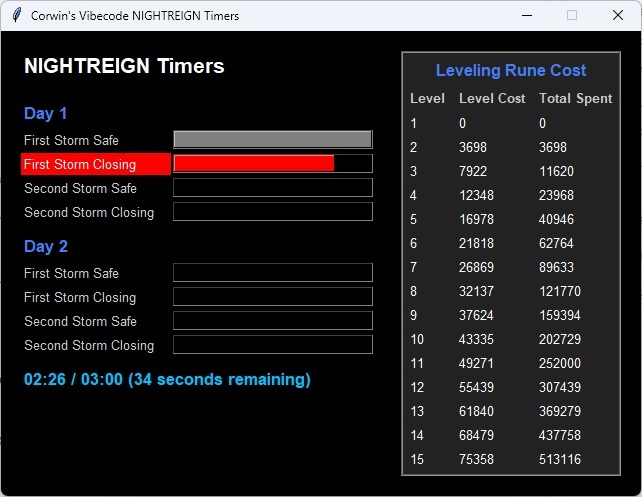 Corwin's Vibecode NIGHTREIGN Timers
NIGHTREIGN Timers
Day 1
First Storm Safe
First Storm Closing
Second Storm Safe
Second Storm Closing
Day 2
First Storm Safe
First Storm Closing
Second Storm Safe
Second Storm Closing
02:26 / 03:00 (34 seconds remaining)
Leveling Rune Cost
Level Level Cost Total Spent
1 0 0
2 3698 3698
3 7922 11620
4 12348 23968
5 16978 40946
6 21818 62764
7 26869 89633
8 32137 121770
9 37624 159394
10 43335 202729
11 49271 252000
12 55439 307439
13 61840 369279
14 68479 437758
15 75358 513116